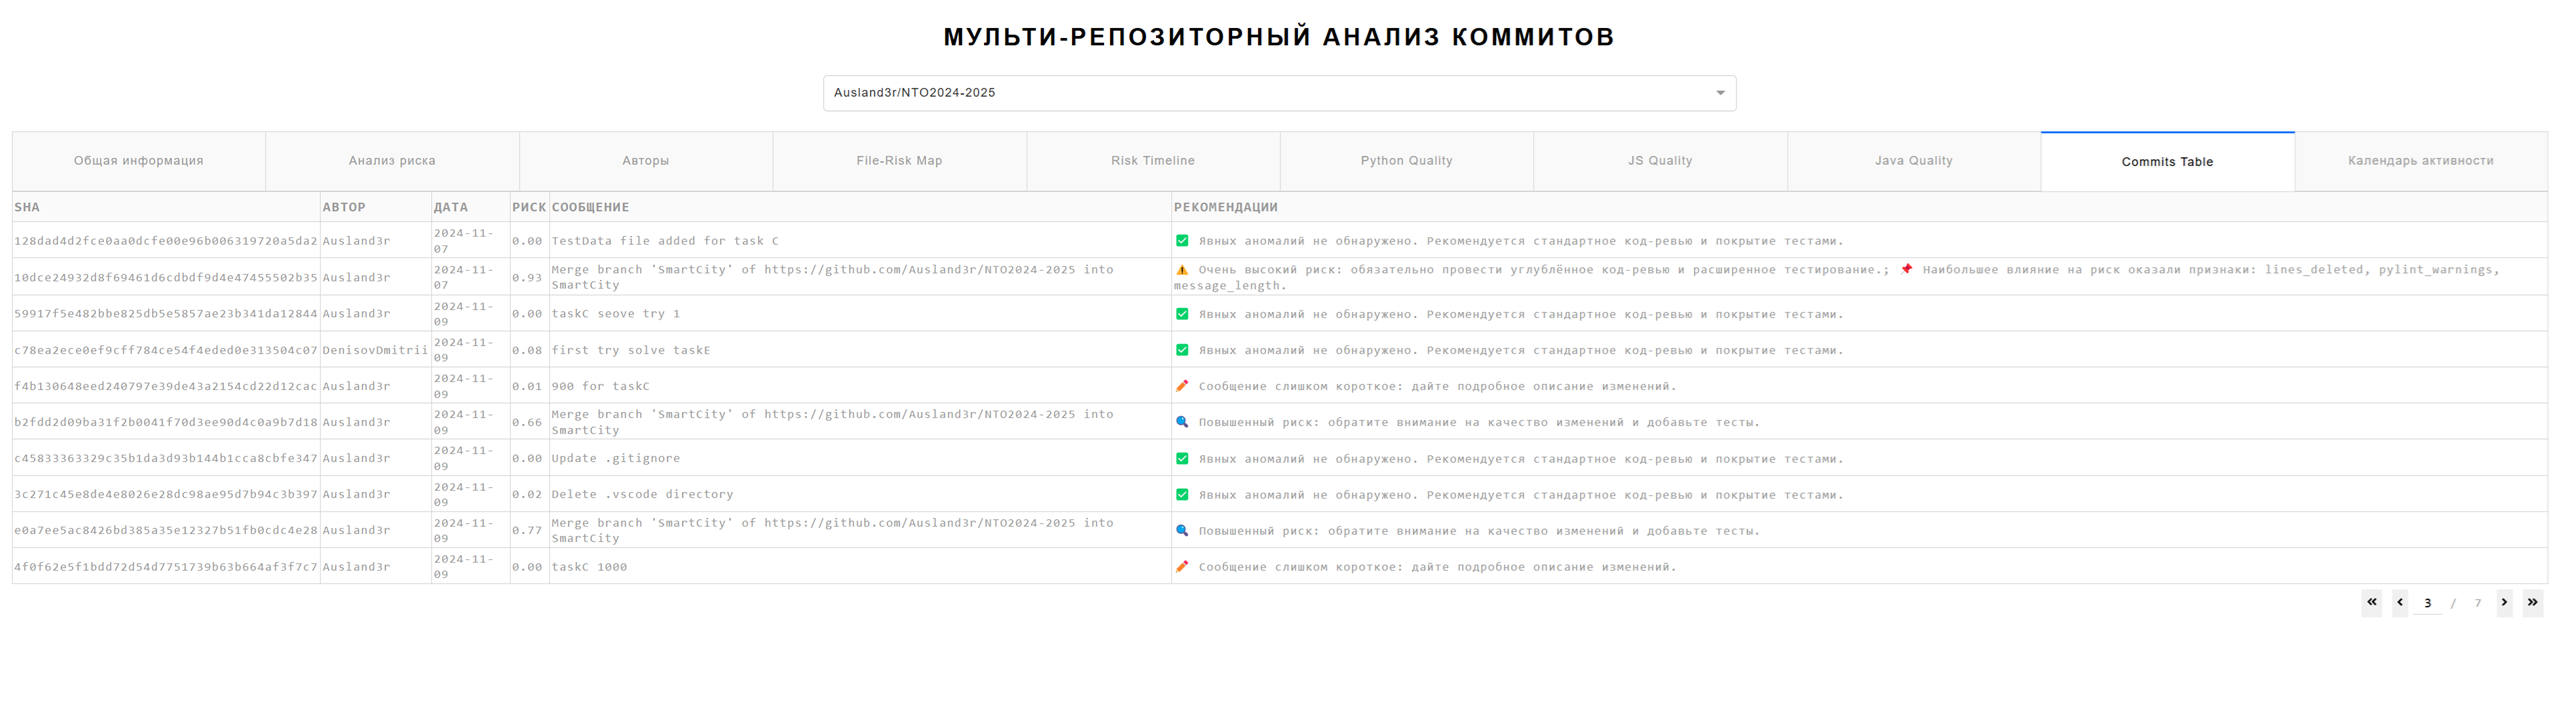 МУЛЬТИ-РЕПОЗИТОРНЫЙ АНАЛИЗ КОММИТОВ
Ausland3r/NTO2024-2025
Общая информация Анализ риска Авторы File-Risk Map Risk Timeline Python Quality JS Quality Java Quality Commits Table Календарь активности
SHA АВТОР ДАТА РИСК СООБЩЕНИЕ РЕКОМЕНДАЦИИ
128dad4d2fce0aa0dcfe00e96b006319720a5da2 Ausland3r 2024-11-07 0.00 TestData file added for task C ✅ Явных аномалий не обнаружено. Рекомендуется стандартное код-ревью и покрытие тестами.
10dce24932d8f69461d6cdbdf9d4e47455502b35 Ausland3r 2024-11-07 0.93 Merge branch 'SmartCity' of https://github.com/Ausland3r/NTO2024-2025 into SmartCity ⚠️ Очень высокий риск: обязательно провести углублённое код-ревью и расширенное тестирование.; 📌 Наибольшее влияние на риск оказали признаки: lines_deleted, pylint_warnings, message_length.
59917f5e482bbe825db5e5857ae23b341da12844 Ausland3r 2024-11-09 0.00 taskC seove try 1 ✅ Явных аномалий не обнаружено. Рекомендуется стандартное код-ревью и покрытие тестами.
c78ea2ece0ef9cff784ce54f4eded0e313504c07 DenisovDmitrii 2024-11-09 0.08 first try solve taskE ✅ Явных аномалий не обнаружено. Рекомендуется стандартное код-ревью и покрытие тестами.
f4b130648eed240797e39de43a2154cd22d12cac Ausland3r 2024-11-09 0.01 900 for taskC ✏️ Сообщение слишком короткое: дайте подробное описание изменений.
b2fdd2d09ba31f2b0041f70d3ee90d4c0a9b7d18 Ausland3r 2024-11-09 0.66 Merge branch 'SmartCity' of https://github.com/Ausland3r/NTO2024-2025 into SmartCity 🔍 Повышенный риск: обратите внимание на качество изменений и добавьте тесты.
c45833363329c35b1da3d93b144b1cca8cbfe347 Ausland3r 2024-11-09 0.00 Update .gitignore ✅ Явных аномалий не обнаружено. Рекомендуется стандартное код-ревью и покрытие тестами.
3c271c45e8de4e8026e28dc98ae95d7b94c3b397 Ausland3r 2024-11-09 0.02 Delete .vscode directory ✅ Явных аномалий не обнаружено. Рекомендуется стандартное код-ревью и покрытие тестами.
e0a7ee5ac8426bd385a35e12327b51fb0cdc4e28 Ausland3r 2024-11-09 0.77 Merge branch 'SmartCity' of https://github.com/Ausland3r/NTO2024-2025 into SmartCity 🔍 Повышенный риск: обратите внимание на качество изменений и добавьте тесты.
4f0f62e5f1bdd72d54d7751739b63b664af3f7c7 Ausland3r 2024-11-09 0.00 taskC 1000 ✏️ Сообщение слишком короткое: дайте подробное описание изменений.
« ‹ 3 / 7 › »